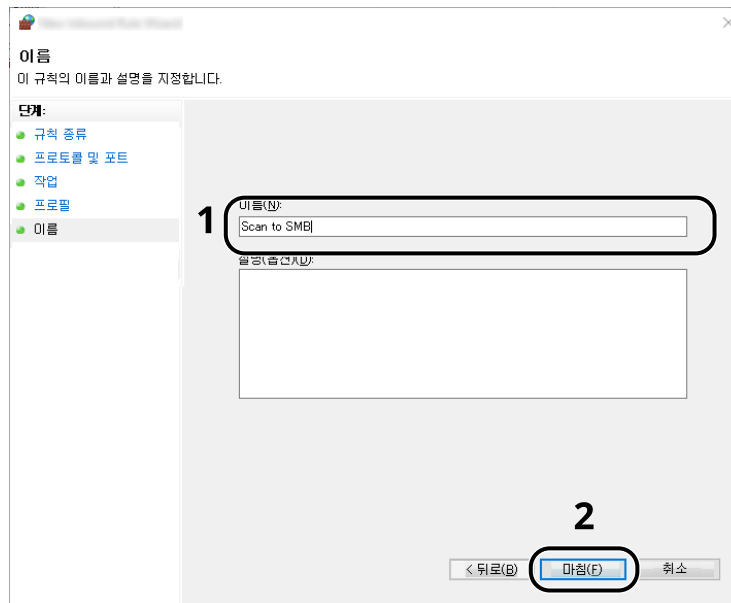 이름
이 규칙의 이름과 설명을 지정합니다.
단계:
규칙 종류
프로토콜 및 포트
작업
프로필
이름
1
이름(N):
Scan to SMB
설명(옵션)(D):
2
< 뒤로(B)
마침(F)
취소